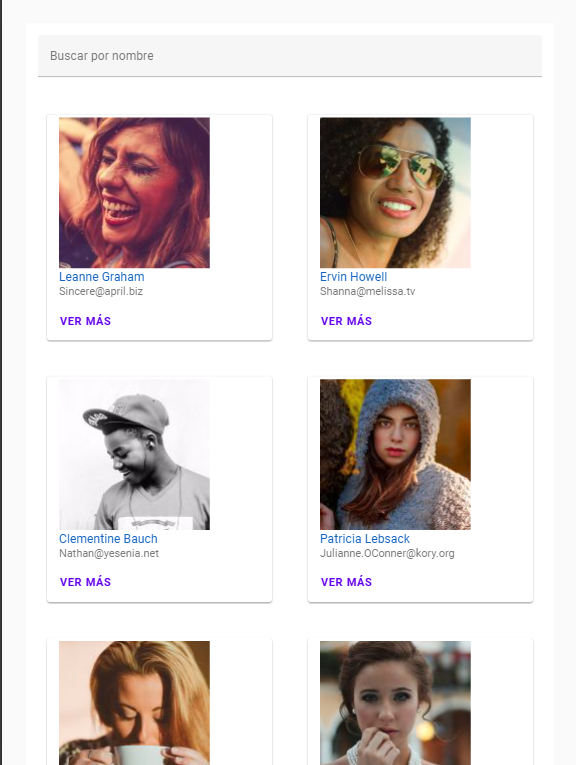 Buscar por nombre
Leanne Graham
Sincere@april.biz
VER MÁS
Ervin Howell
Shanna@melissa.tv
VER MÁS
Clementine Bauch
Nathan@yesenia.net
VER MÁS
Patricia Lebsack
Julianne.OConner@kory.org
VER MÁS